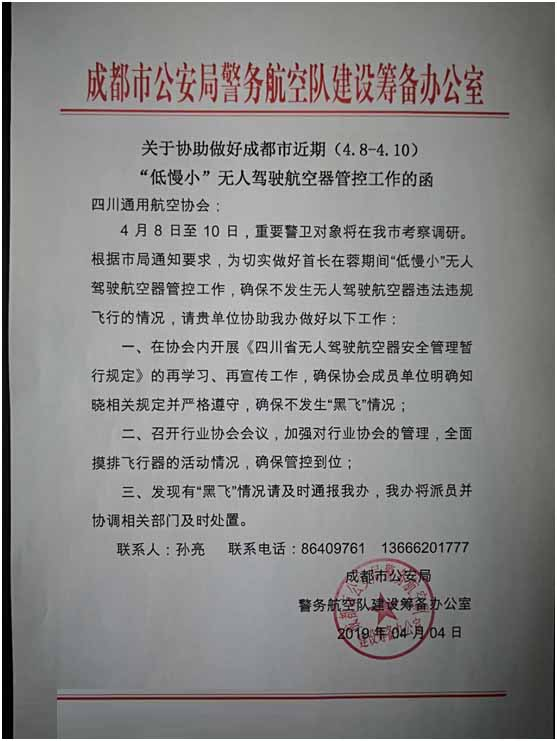 成都市公安局警务航空队建设筹备办公室
关于协助做好成都市近期（4.8-4.10）
“低慢小”无人驾驶航空器管控工作的函
四川通用航空协会：
4 月 8 日至 10 日，重要警卫对象将在我市考察调研。
根据市局通知要求，为切实做好首长在蓉期间“低慢小”无人
驾驶航空器管控工作，确保不发生无人驾驶航空器违法违规
飞行的情况，请贵单位协助我办做好以下工作：
一、在协会内开展《四川省无人驾驶航空器安全管理暂
行规定》的再学习、再宣传工作，确保协会成员单位明确知
晓相关规定并严格遵守，确保不发生“黑飞”情况；
二、召开行业协会会议，加强对行业协会的管理，全面
摸排飞行器的活动情况，确保管控到位；
三、发现有“黑飞”情况请及时通报我办，我办将派员并
协调相关部门及时处置。
联系人：孙亮 联系电话：86409761 13666201777
成都市公安局
警务航空队建设筹备办公室
2019 年 04 月 04 日
建设筹备办公室